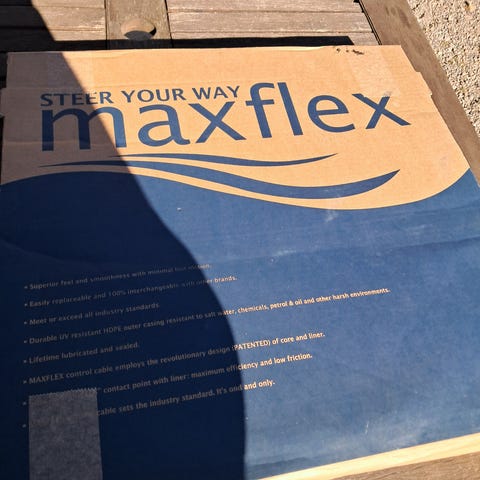 STEER YOUR WAY
maxflex
• Superior feel and smoothness with minimal
• Easily replaceable and 100% interchangeable with other brands.
• Meet or exceed all industry standards.
• Durable UV resistant HDPE outer casing resistant to salt water, chemicals, petrol & oil and other harsh environments.
• Lifetime lubricated and sealed.
• MAXFLEX control cable employs the revolutionary design (PATENTED) of core and liner.
" contact point with liner: maximum efficiency and low friction.
cable sets the industry standard. It's one and only.